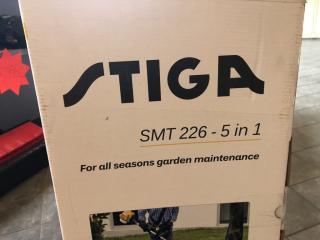 STIGA
SMT 226 - 5 in 1
For all seasons garden maintenance